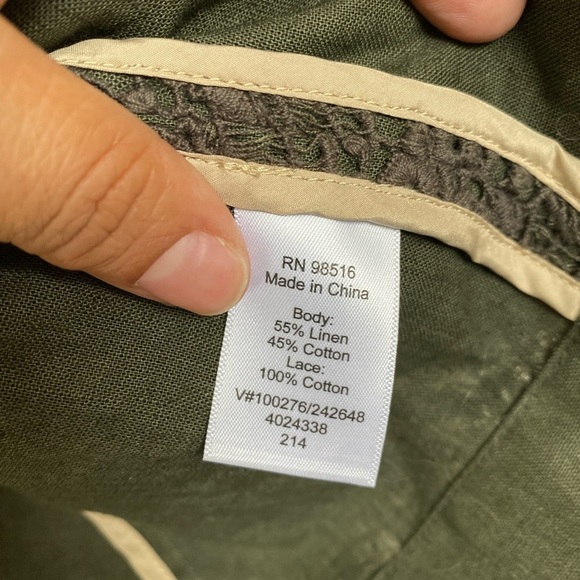 RN 98516
Made in China
Body:
55% Linen
45% Cotton
Lace:
100% Cotton
V#100276/242648
4024338
214